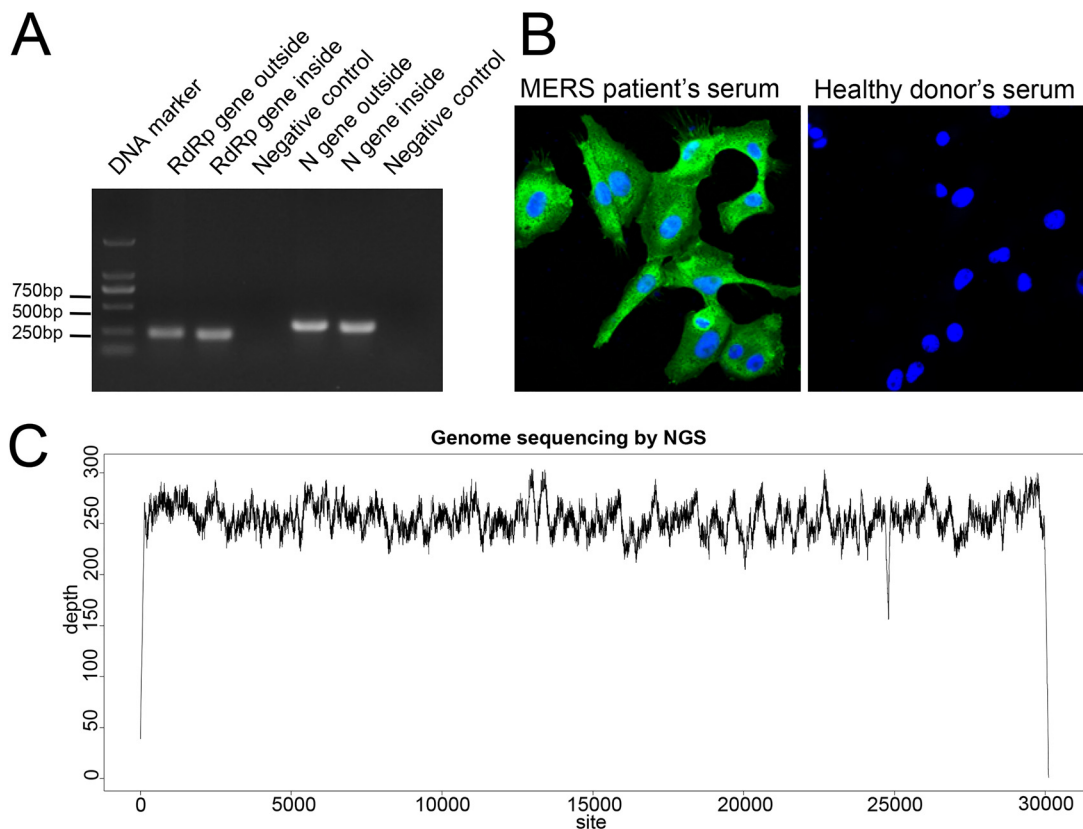 A
DNA marker
RdRp gene outside
RdRp gene inside
Negative control
N gene outside
N gene inside
Negative control
750bp
500bp
250bp
B
MERS patient's serum
Healthy donor's serum
C
Genome sequencing by NGS
depth
300
250
200
150
100
50
0
0 5000 10000 15000 20000 25000 30000
site